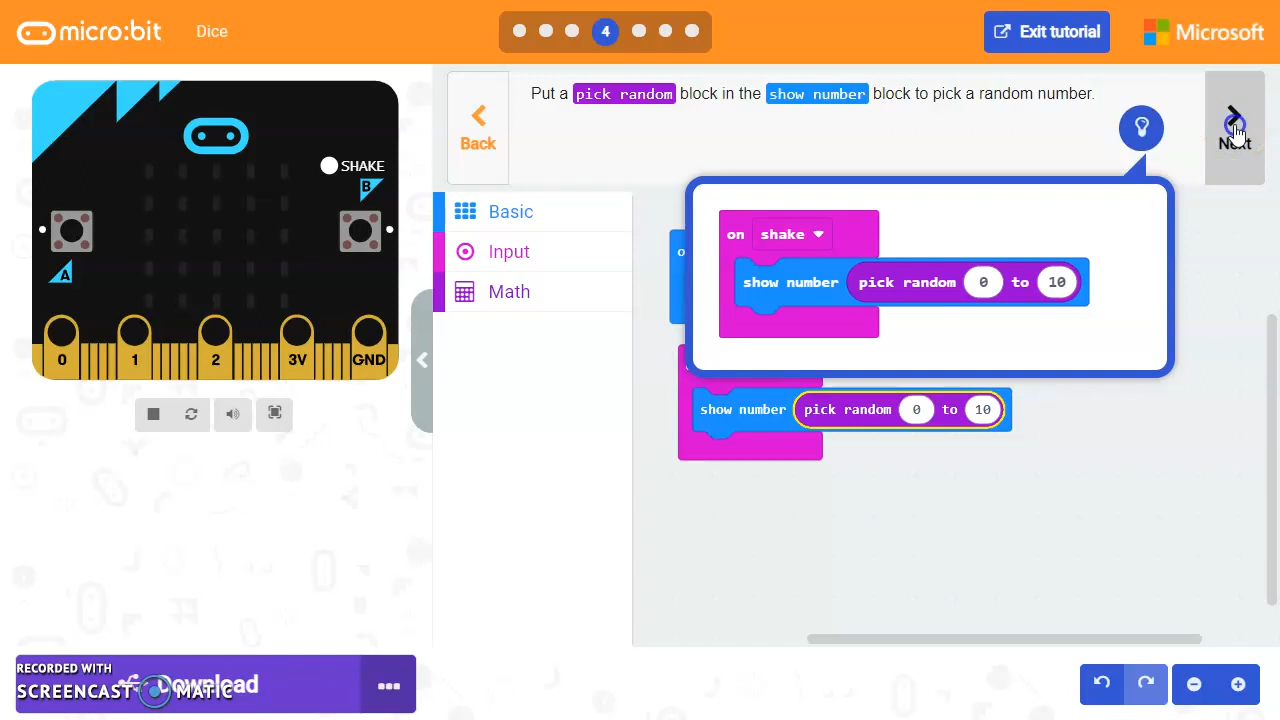 micro:bit
Dice
4
Exit tutorial
Microsoft
Back
Put a pick random block in the show number block to pick a random number.
Next
SHAKE
B
A
0 1 2 3V GND
Basic
Input
Math
on shake
show number pick random 0 to 10
o
show number pick random 0 to 10
Download
RECORDED WITH
SCREENCAST MATIC